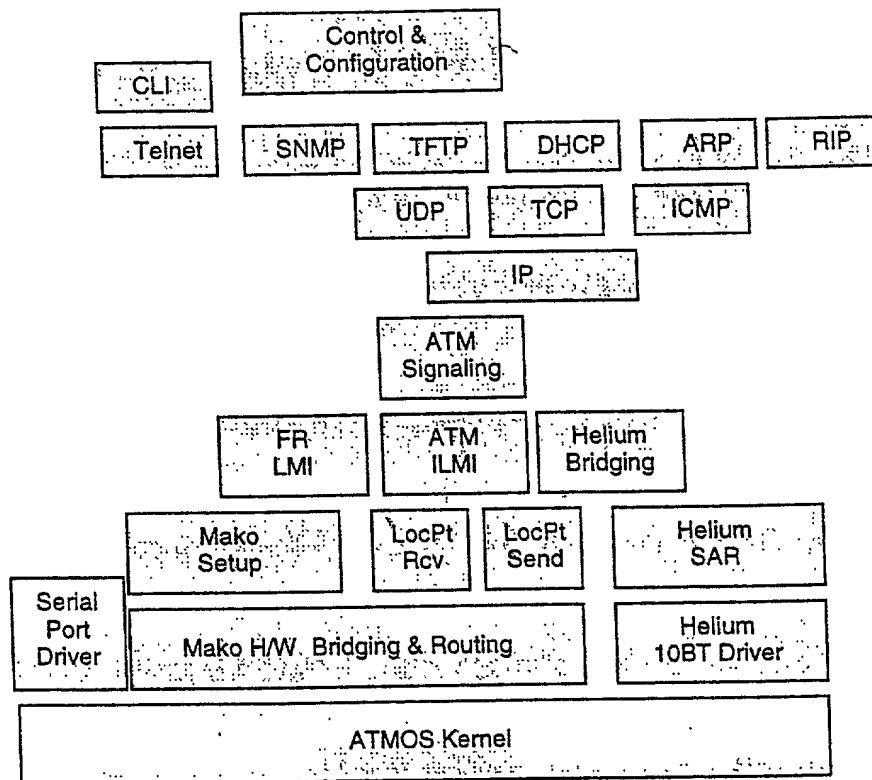 Control &
Configuration
CLI
Telnet
SNMP
TFTP
DHCP
ARP
RIP
UDP
TCP
ICMP
IP
ATM
Signaling
FR
LMI
ATM
ILMI
Helium
Bridging
Mako
Setup
LocPt
Rcv
LocPt
Send
Helium
SAR
Serial
Port
Driver
Mako H/W Bridging & Routing
Helium
10BT Driver
ATMOS Kernel